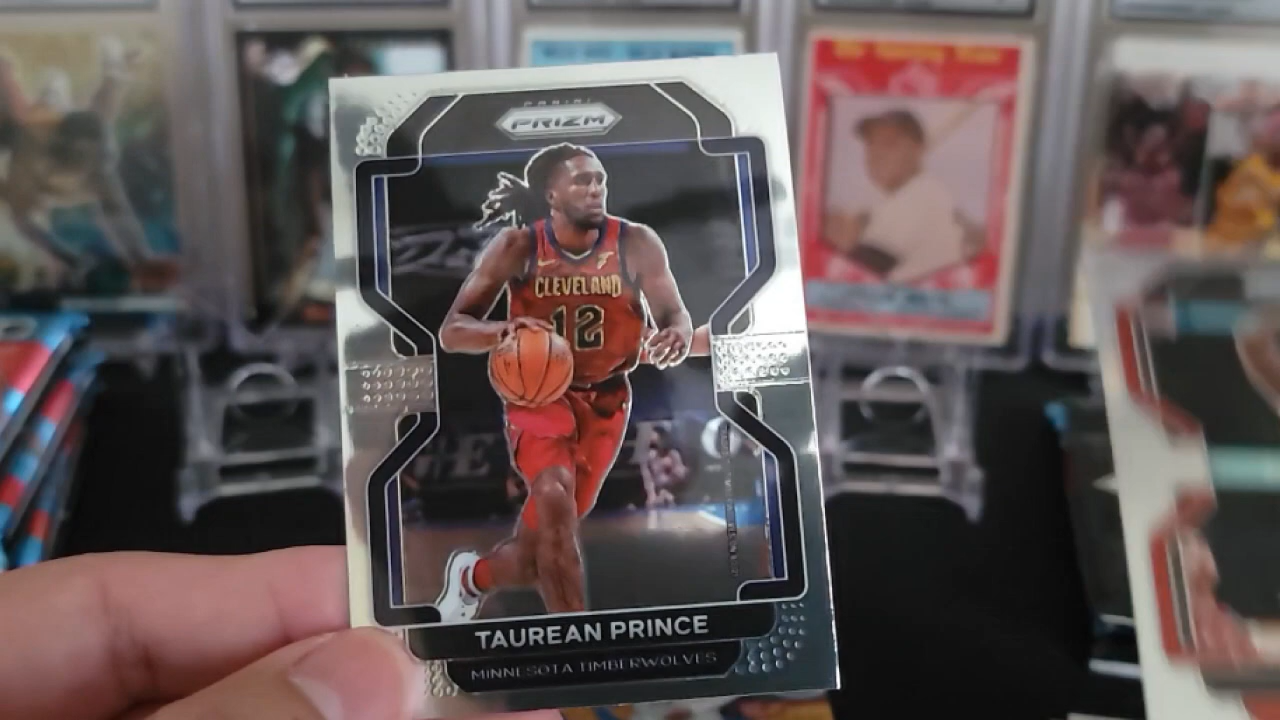 PANINI
PRIZM
CLEVELAND
12
TAUREAN PRINCE
MINNESOTA TIMBERWOLVES